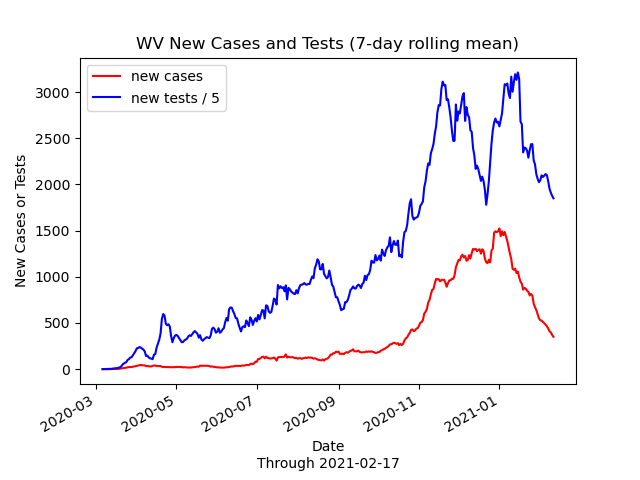 WV New Cases and Tests (7-day rolling mean)
new cases
new tests / 5
New Cases or Tests
3000
2500
2000
1500
1000
500
0
2020-03
2020-05
2020-07
2020-09
2020-11
2021-01
Date
Through 2021-02-17